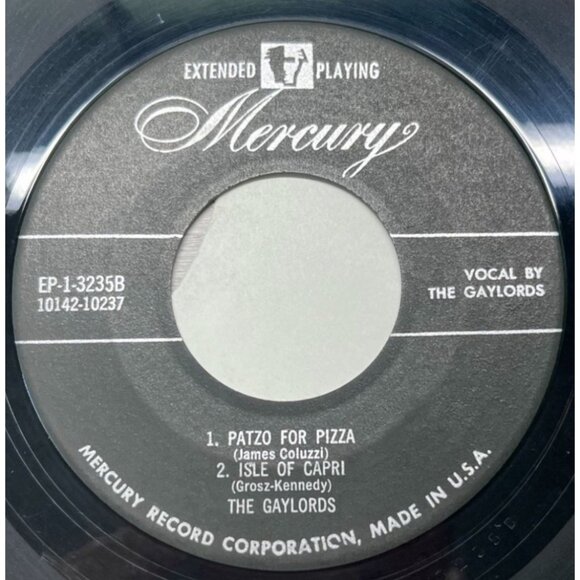 EXTENDED PLAYING
Mercury
EP-1-3235B
10142-10237
VOCAL BY
THE GAYLORDS
1. PATZO FOR PIZZA
(James Coluzzi)
2. ISLE OF CAPRI
(Grosz-Kennedy)
THE GAYLORDS
MERCURY RECORD CORPORATION, MADE IN U.S.A.